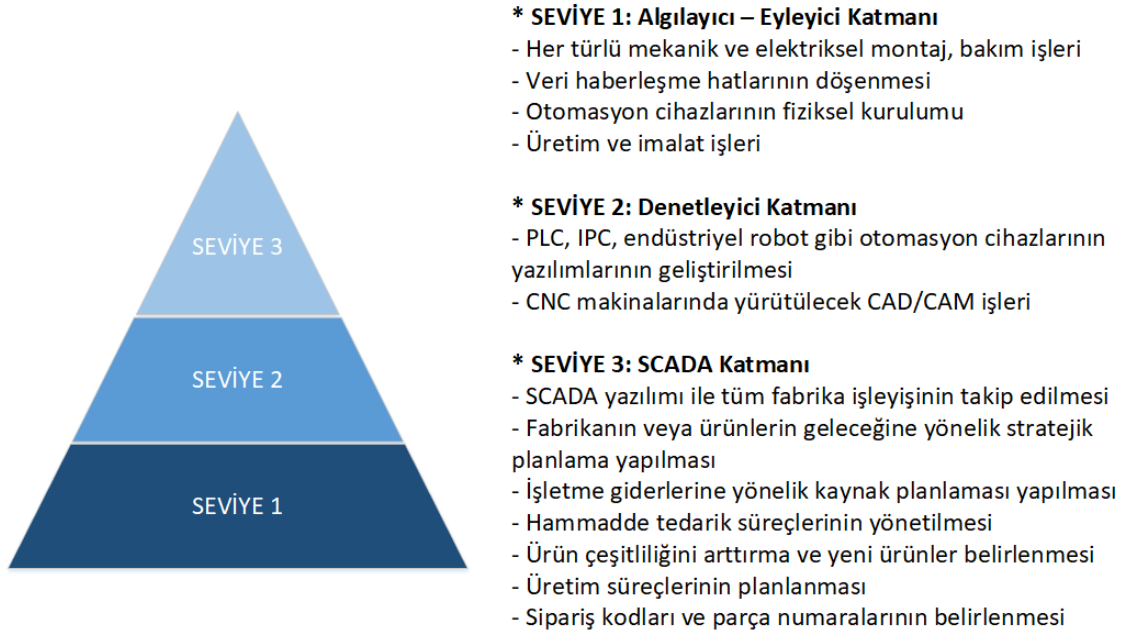 SEVİYE 3
SEVİYE 2
SEVİYE 1
* SEVİYE 1: Algılayıcı – Eyleyici Katmanı
- Her türlü mekanik ve elektriksel montaj, bakım işleri
- Veri haberleşme hatlarının döşenmesi
- Otomasyon cihazlarının fiziksel kurulumu
- Üretim ve imalat işleri
* SEVİYE 2: Denetleyici Katmanı
- PLC, IPC, endüstriyel robot gibi otomasyon cihazlarının
yazılımlarının geliştirilmesi
- CNC makinalarında yürütülecek CAD/CAM işleri
* SEVİYE 3: SCADA Katmanı
- SCADA yazılımı ile tüm fabrika işleyişinin takip edilmesi
- Fabrikanın veya ürünlerin geleceğine yönelik stratejik
planlama yapılması
- İşletme giderlerine yönelik kaynak planlaması yapılması
- Hammadde tedarik süreçlerinin yönetilmesi
- Ürün çeşitliliğini arttırma ve yeni ürünler belirlenmesi
- Üretim süreçlerinin planlanması
- Sipariş kodları ve parça numaralarının belirlenmesi